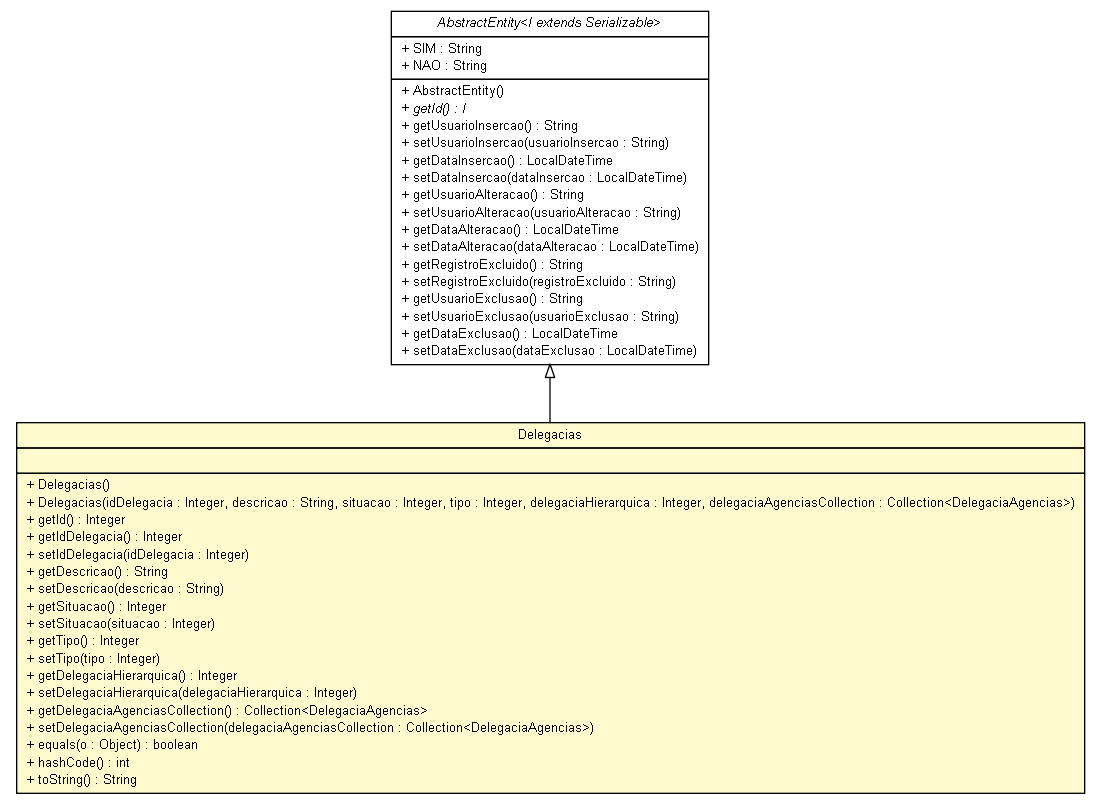 AbstractEntity<I extends Serializable>
+ SIM : String
+ NAO : String
+ AbstractEntity()
+ getId() : I
+ getUsuarioInsercao() : String
+ setUsuarioInsercao(usuarioInsercao : String)
+ getDataInsercao() : LocalDateTime
+ setDataInsercao(dataInsercao : LocalDateTime)
+ getUsuarioAlteracao() : String
+ setUsuarioAlteracao(usuarioAlteracao : String)
+ getDataAlteracao() : LocalDateTime
+ setDataAlteracao(dataAlteracao : LocalDateTime)
+ getRegistroExcluido() : String
+ setRegistroExcluido(registroExcluido : String)
+ getUsuarioExclusao() : String
+ setUsuarioExclusao(usuarioExclusao : String)
+ getDataExclusao() : LocalDateTime
+ setDataExclusao(dataExclusao : LocalDateTime)
Delegacias
+ Delegacias()
+ Delegacias(idDelegacia : Integer, descricao : String, situacao : Integer, tipo : Integer, delegaciaHierarquica : Integer, delegaciaAgenciasCollection : Collection<DelegaciaAgencias>)
+ getId() : Integer
+ getIdDelegacia() : Integer
+ setIdDelegacia(idDelegacia : Integer)
+ getDescricao() : String
+ setDescricao(descricao : String)
+ getSituacao() : Integer
+ setSituacao(situacao : Integer)
+ getTipo() : Integer
+ setTipo(tipo : Integer)
+ getDelegaciaHierarquica() : Integer
+ setDelegaciaHierarquica(delegaciaHierarquica : Integer)
+ getDelegaciaAgenciasCollection() : Collection<DelegaciaAgencias>
+ setDelegaciaAgenciasCollection(delegaciaAgenciasCollection : Collection<DelegaciaAgencias>)
+ equals(o : Object) : boolean
+ hashCode() : int
+ toString() : String